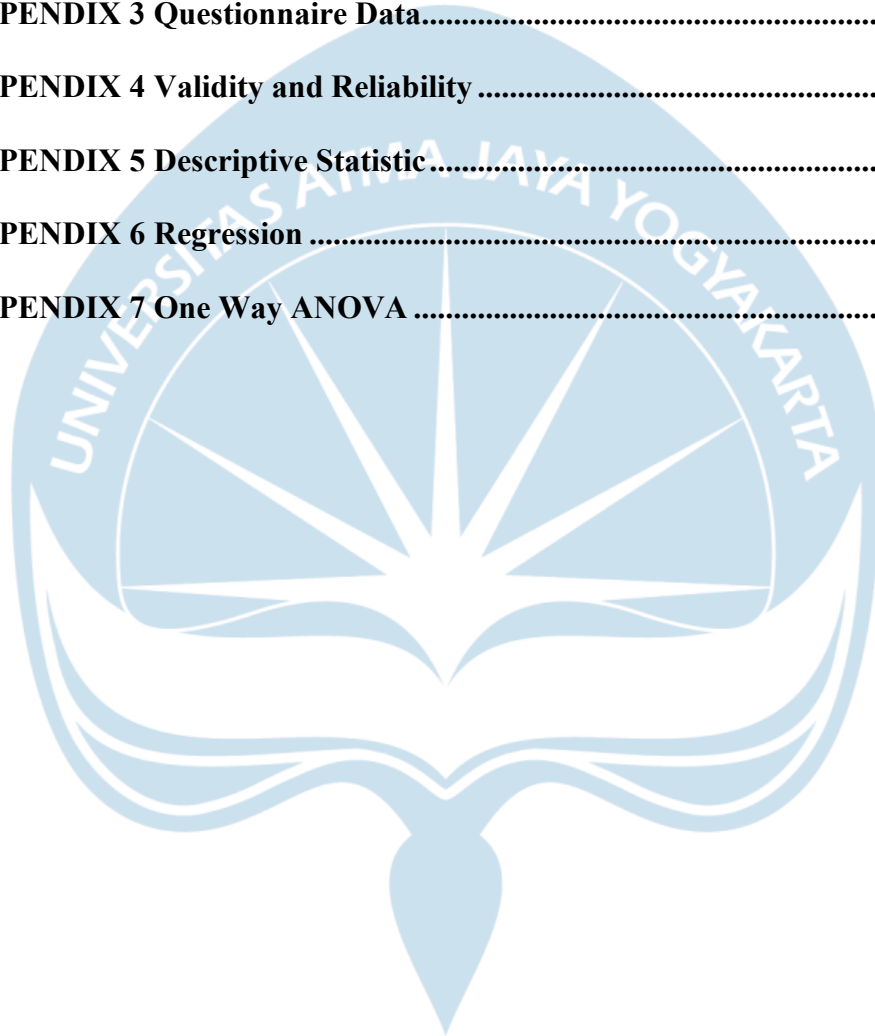 PENDIX 3 Questionnaire Data.......................................................
PENDIX 4 Validity and Reliability ................................................
PENDIX 5 Descriptive Statistic......................................................
PENDIX 6 Regression ....................................................................
PENDIX 7 One Way ANOVA .......................................................
UNIVERSITAS ATMA JAYA YOGYAKARTA